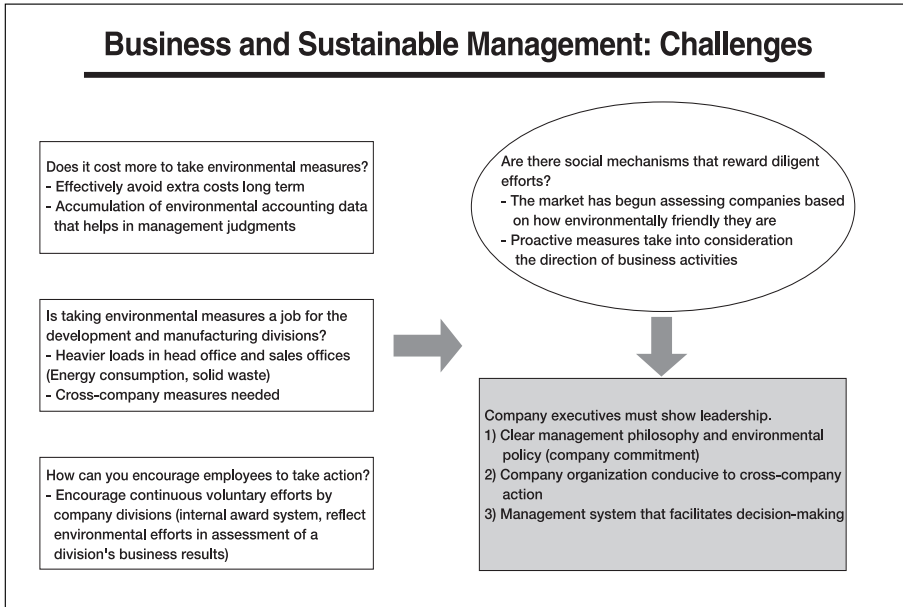 Business and Sustainable Management: Challenges
Does it cost more to take environmental measures?
- Effectively avoid extra costs long term
- Accumulation of environmental accounting data
that helps in management judgments
Is taking environmental measures a job for the
development and manufacturing divisions?
- Heavier loads in head office and sales offices
(Energy consumption, solid waste)
- Cross-company measures needed
How can you encourage employees to take action?
- Encourage continuous voluntary efforts by
company divisions (internal award system, reflect
environmental efforts in assessment of a
division's business results)
Are there social mechanisms that reward diligent
efforts?
- The market has begun assessing companies based
on how environmentally friendly they are
- Proactive measures take into consideration
the direction of business activities
Company executives must show leadership.
1) Clear management philosophy and environmental
policy (company commitment)
2) Company organization conducive to cross-company
action
3) Management system that facilitates decision-making